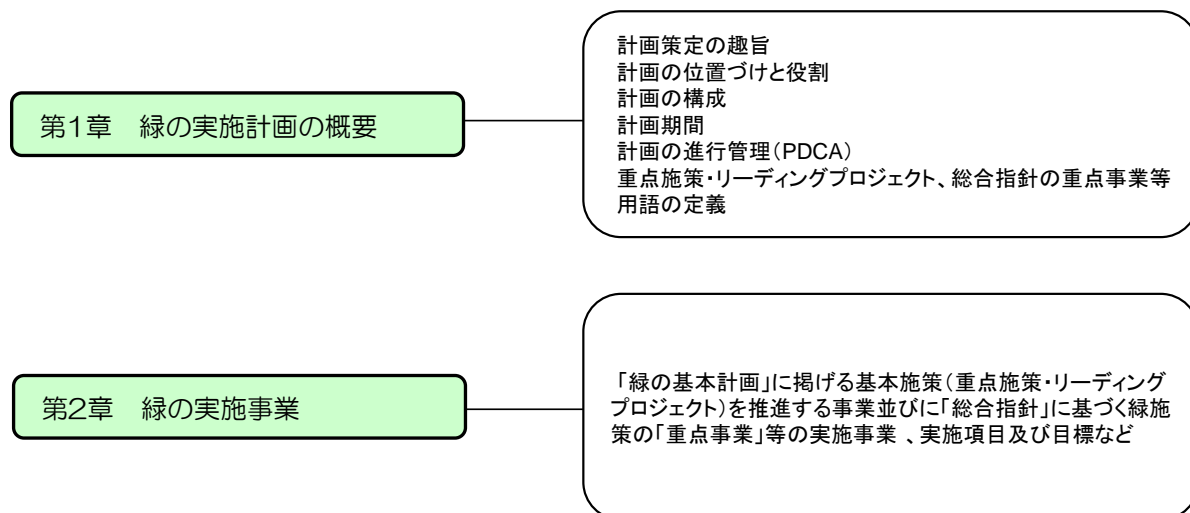 第1章 緑の実施計画の概要
計画策定の趣旨
計画の位置づけと役割
計画の構成
計画期間
計画の進行管理(PDCA)
重点施策・リーディングプロジェクト、総合指針の重点事業等
用語の定義
第2章 緑の実施事業
「緑の基本計画」に掲げる基本施策(重点施策・リーディング
プロジェクト)を推進する事業並びに「総合指針」に基づく緑施
策の「重点事業」等の実施事業 、実施項目及び目標など